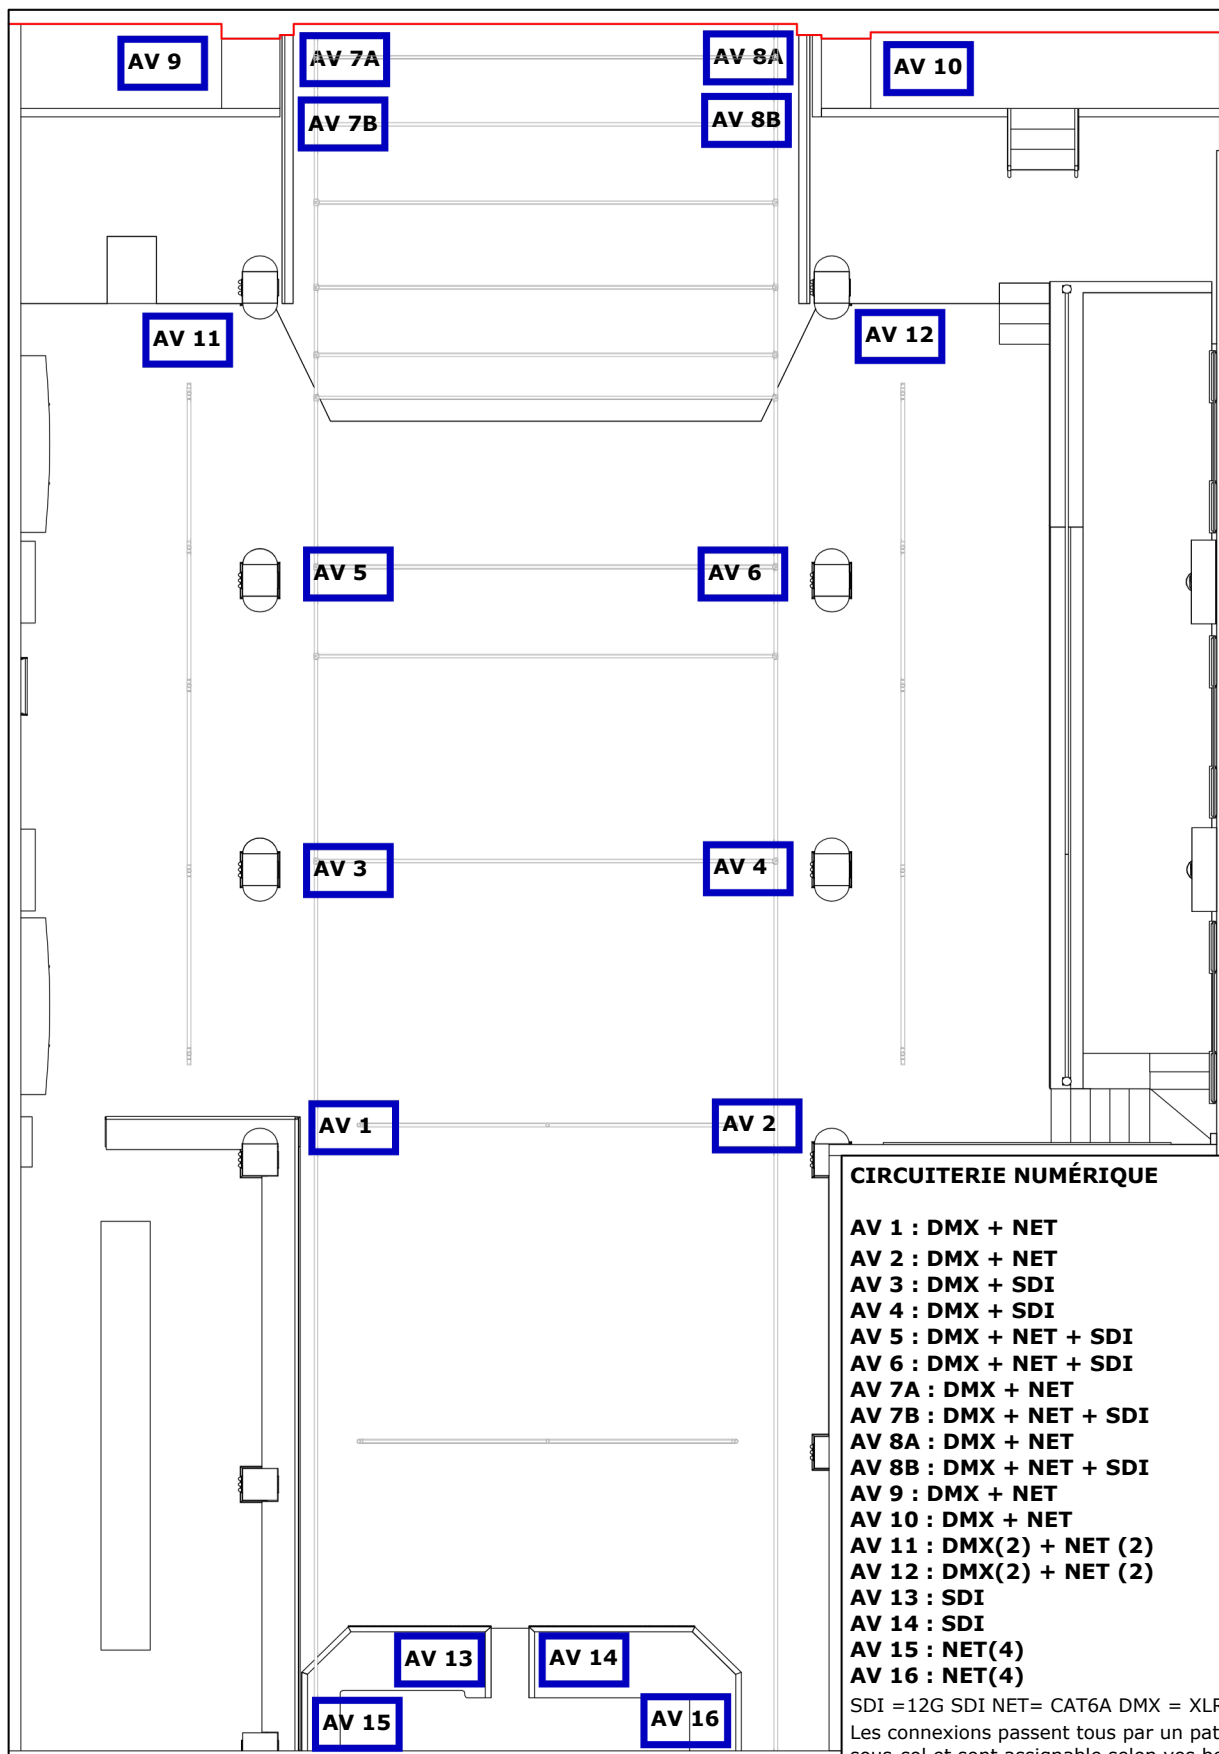 AV 9
AV 7A
AV 8A
AV 10
AV 7B
AV 8B
AV 11
AV 12
AV 5
AV 6
AV 3
AV 4
AV 1
AV 2
CIRCUITERIE NUMÉRIQUE
AV 1 : DMX + NET
AV 2 : DMX + NET
AV 3 : DMX + SDI
AV 4 : DMX + SDI
AV 5 : DMX + NET + SDI
AV 6 : DMX + NET + SDI
AV 7A : DMX + NET
AV 7B : DMX + NET + SDI
AV 8A : DMX + NET
AV 8B : DMX + NET + SDI
AV 9 : DMX + NET
AV 10 : DMX + NET
AV 11 : DMX(2) + NET (2)
AV 12 : DMX(2) + NET (2)
AV 13 : SDI
AV 14 : SDI
AV 15 : NET(4)
AV 16 : NET(4)
SDI =12G SDI NET= CAT6A DMX = XLR
Les connexions passent tous par un
AV 13
AV 14
AV 15
AV 16